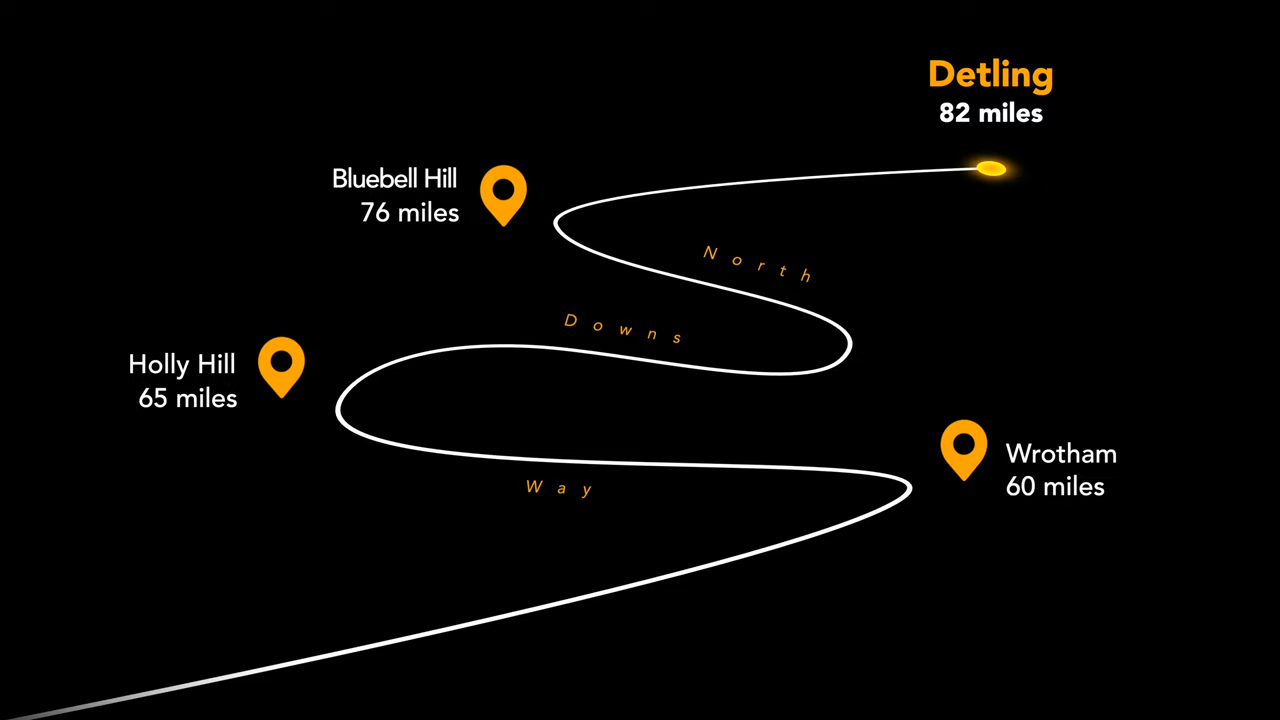 Detling
82 miles
Bluebell Hill
76 miles
North
Downs
Holly Hill
65 miles
Wrotham
60 miles
Way